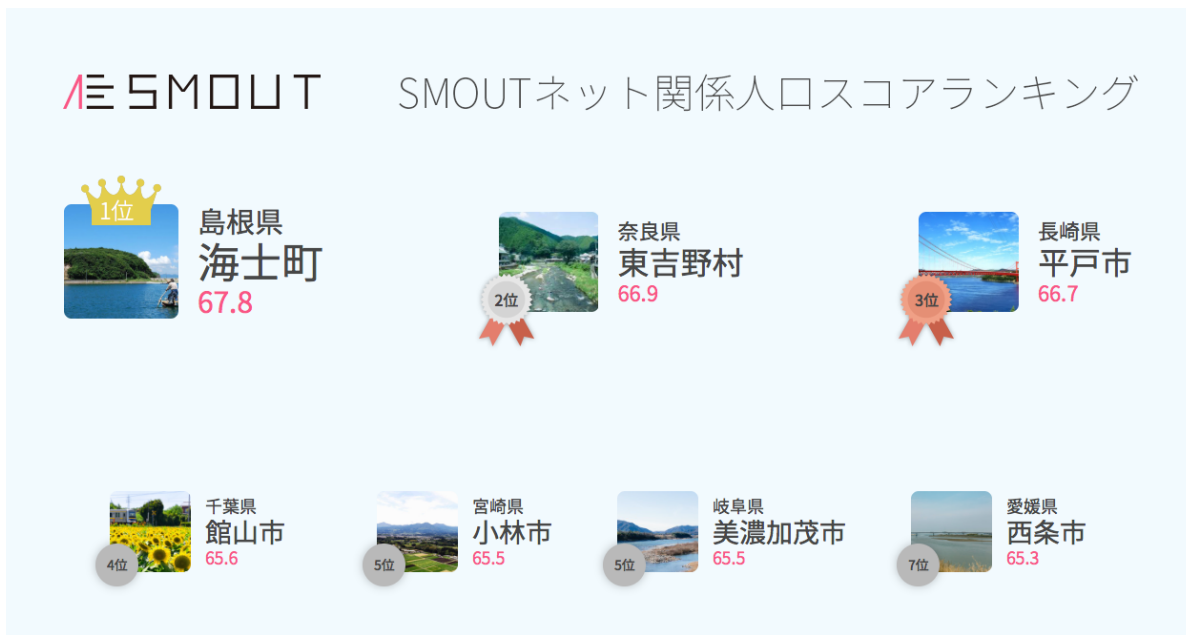 SMOUT
SMOUTネット関係人口スコアランキング
1位
島根県
海士町
67.8
2位
奈良県
東吉野村
66.9
3位
長崎県
平戸市
66.7
4位
千葉県
館山市
65.6
5位
宮崎県
小林市
65.5
5位
岐阜県
美濃加茂市
65.5
7位
愛媛県
西条市
65.3